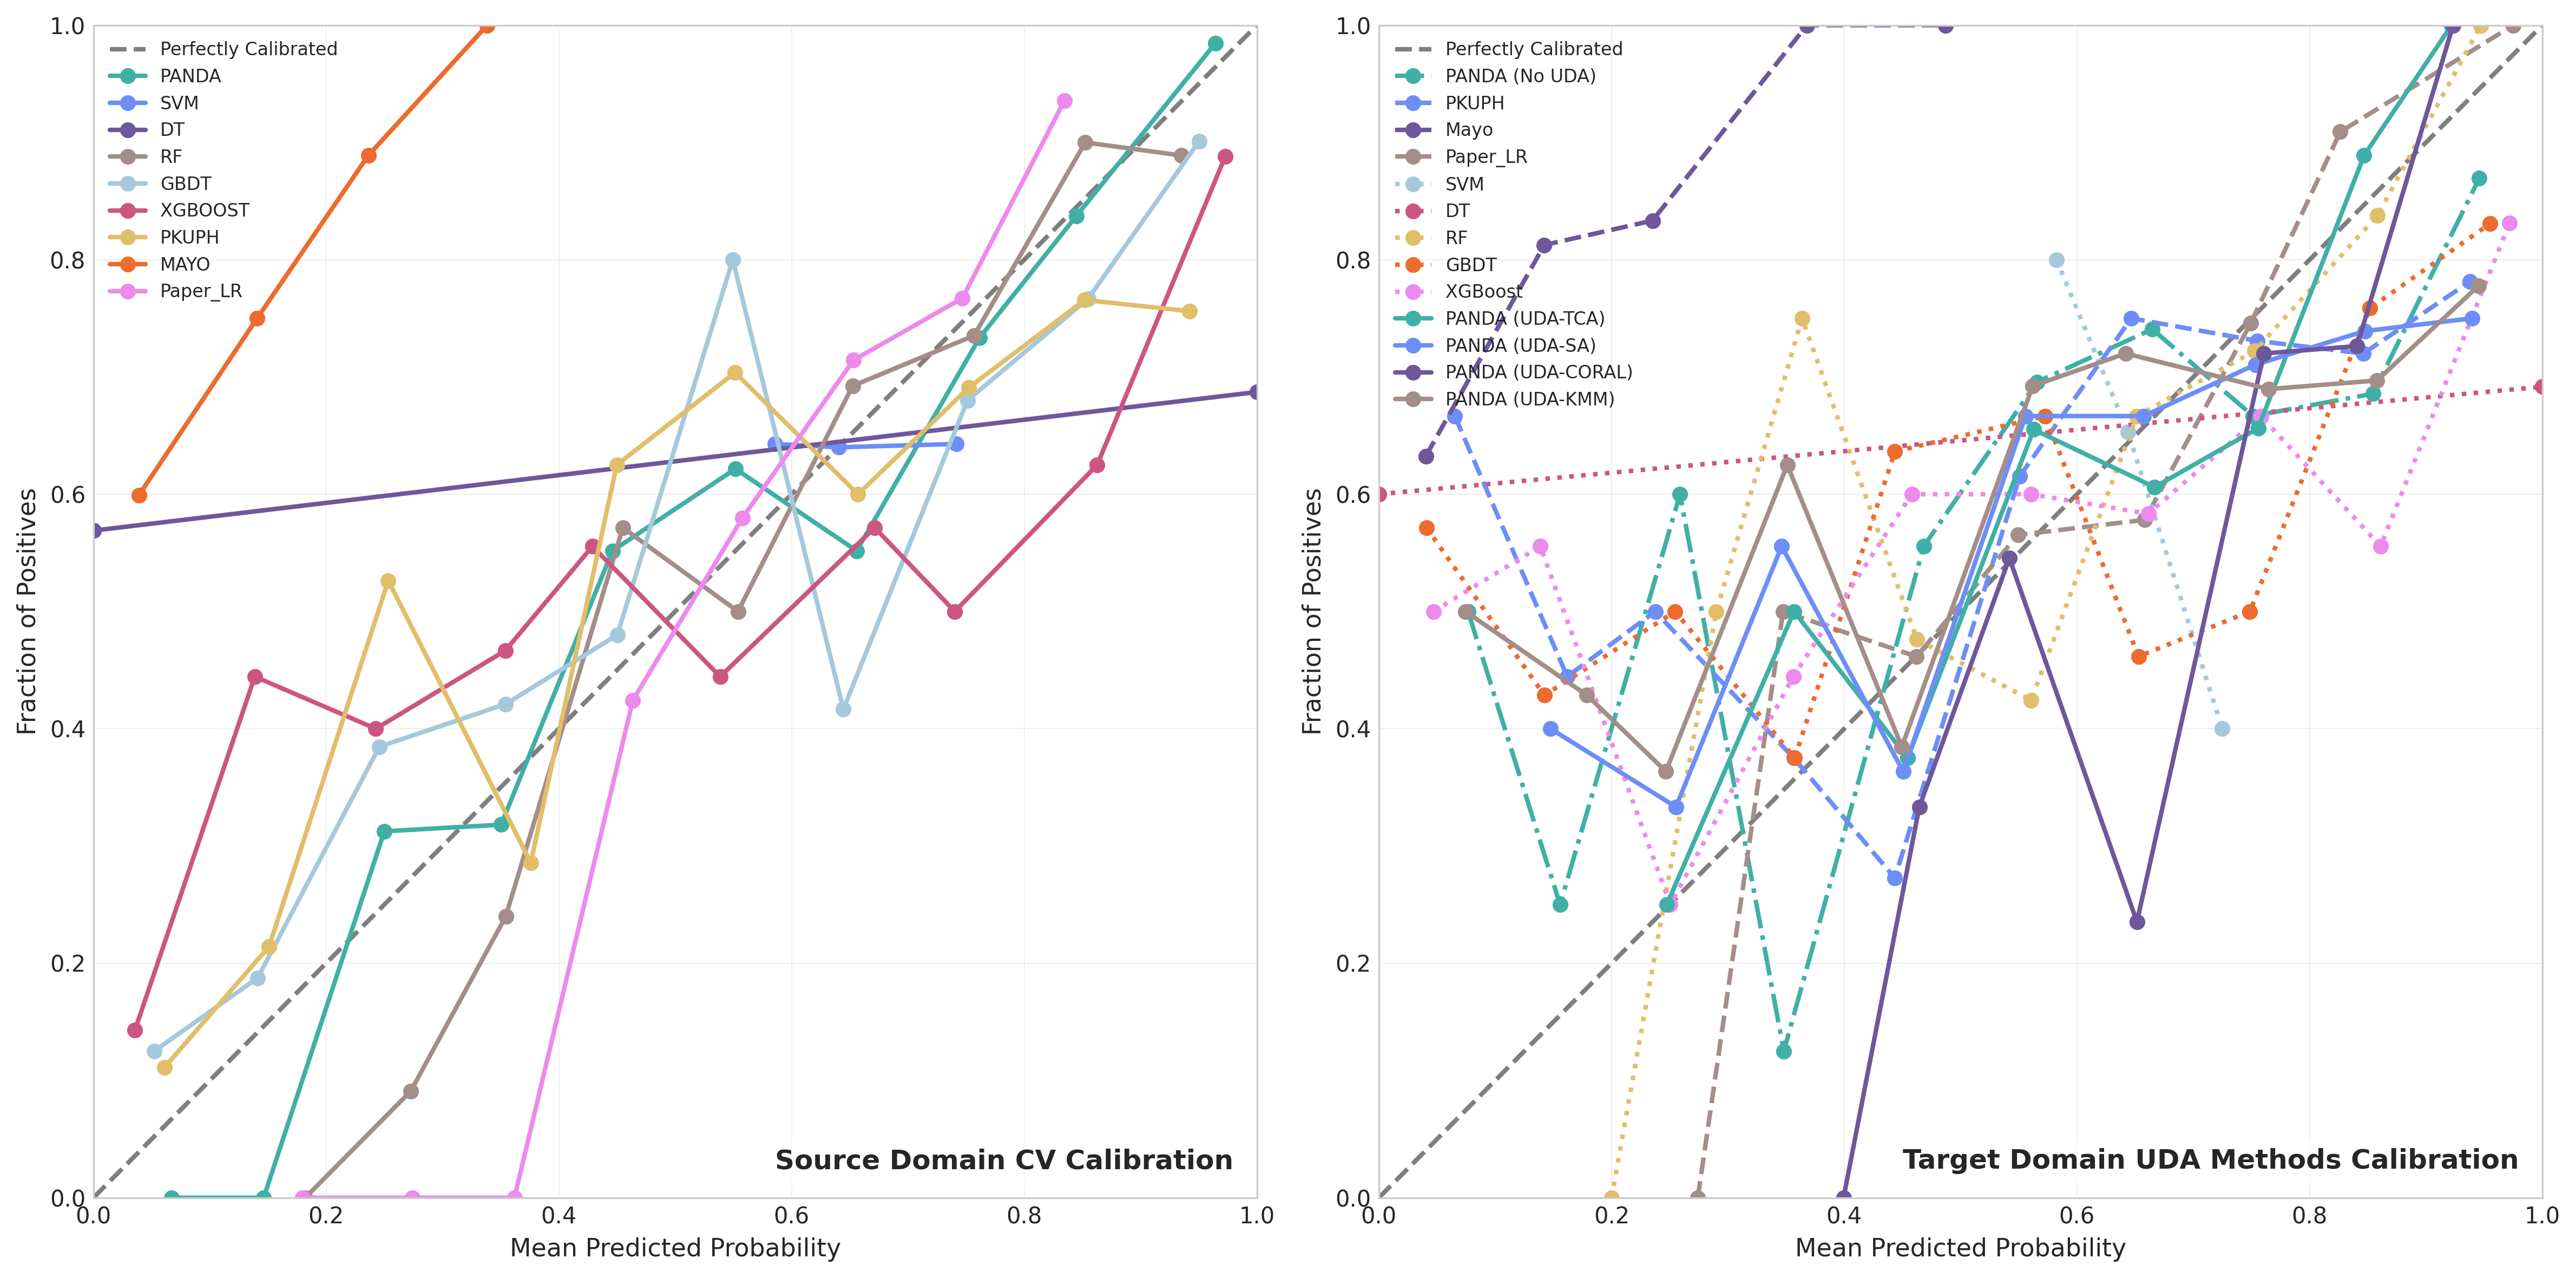 Fraction of Positives
1.0
0.8
0.6
0.4
0.2
0.0
Perfectly Calibrated
PANDA
SVM
DT
RF
GBDT
XGBOOST
PKUPH
MAYO
Paper_LR
Source Domain CV Calibration
0.0 0.2 0.4 0.6 0.8 1.0
Mean Predicted Probability
Fraction of Positives
1.0
0.8
0.6
0.4
0.2
0.0
Perfectly Calibrated
PANDA (No UDA)
PKUPH
Mayo
Paper_LR
SVM
DT
RF
GBDT
XGBoost
PANDA (UDA-TCA)
PANDA (UDA-SA)
PANDA (UDA-CORAL)
PANDA (UDA-KMM)
Target Domain UDA Methods Calibration
0.0 0.2 0.4 0.6 0.8 1.0
Mean Predicted Probability